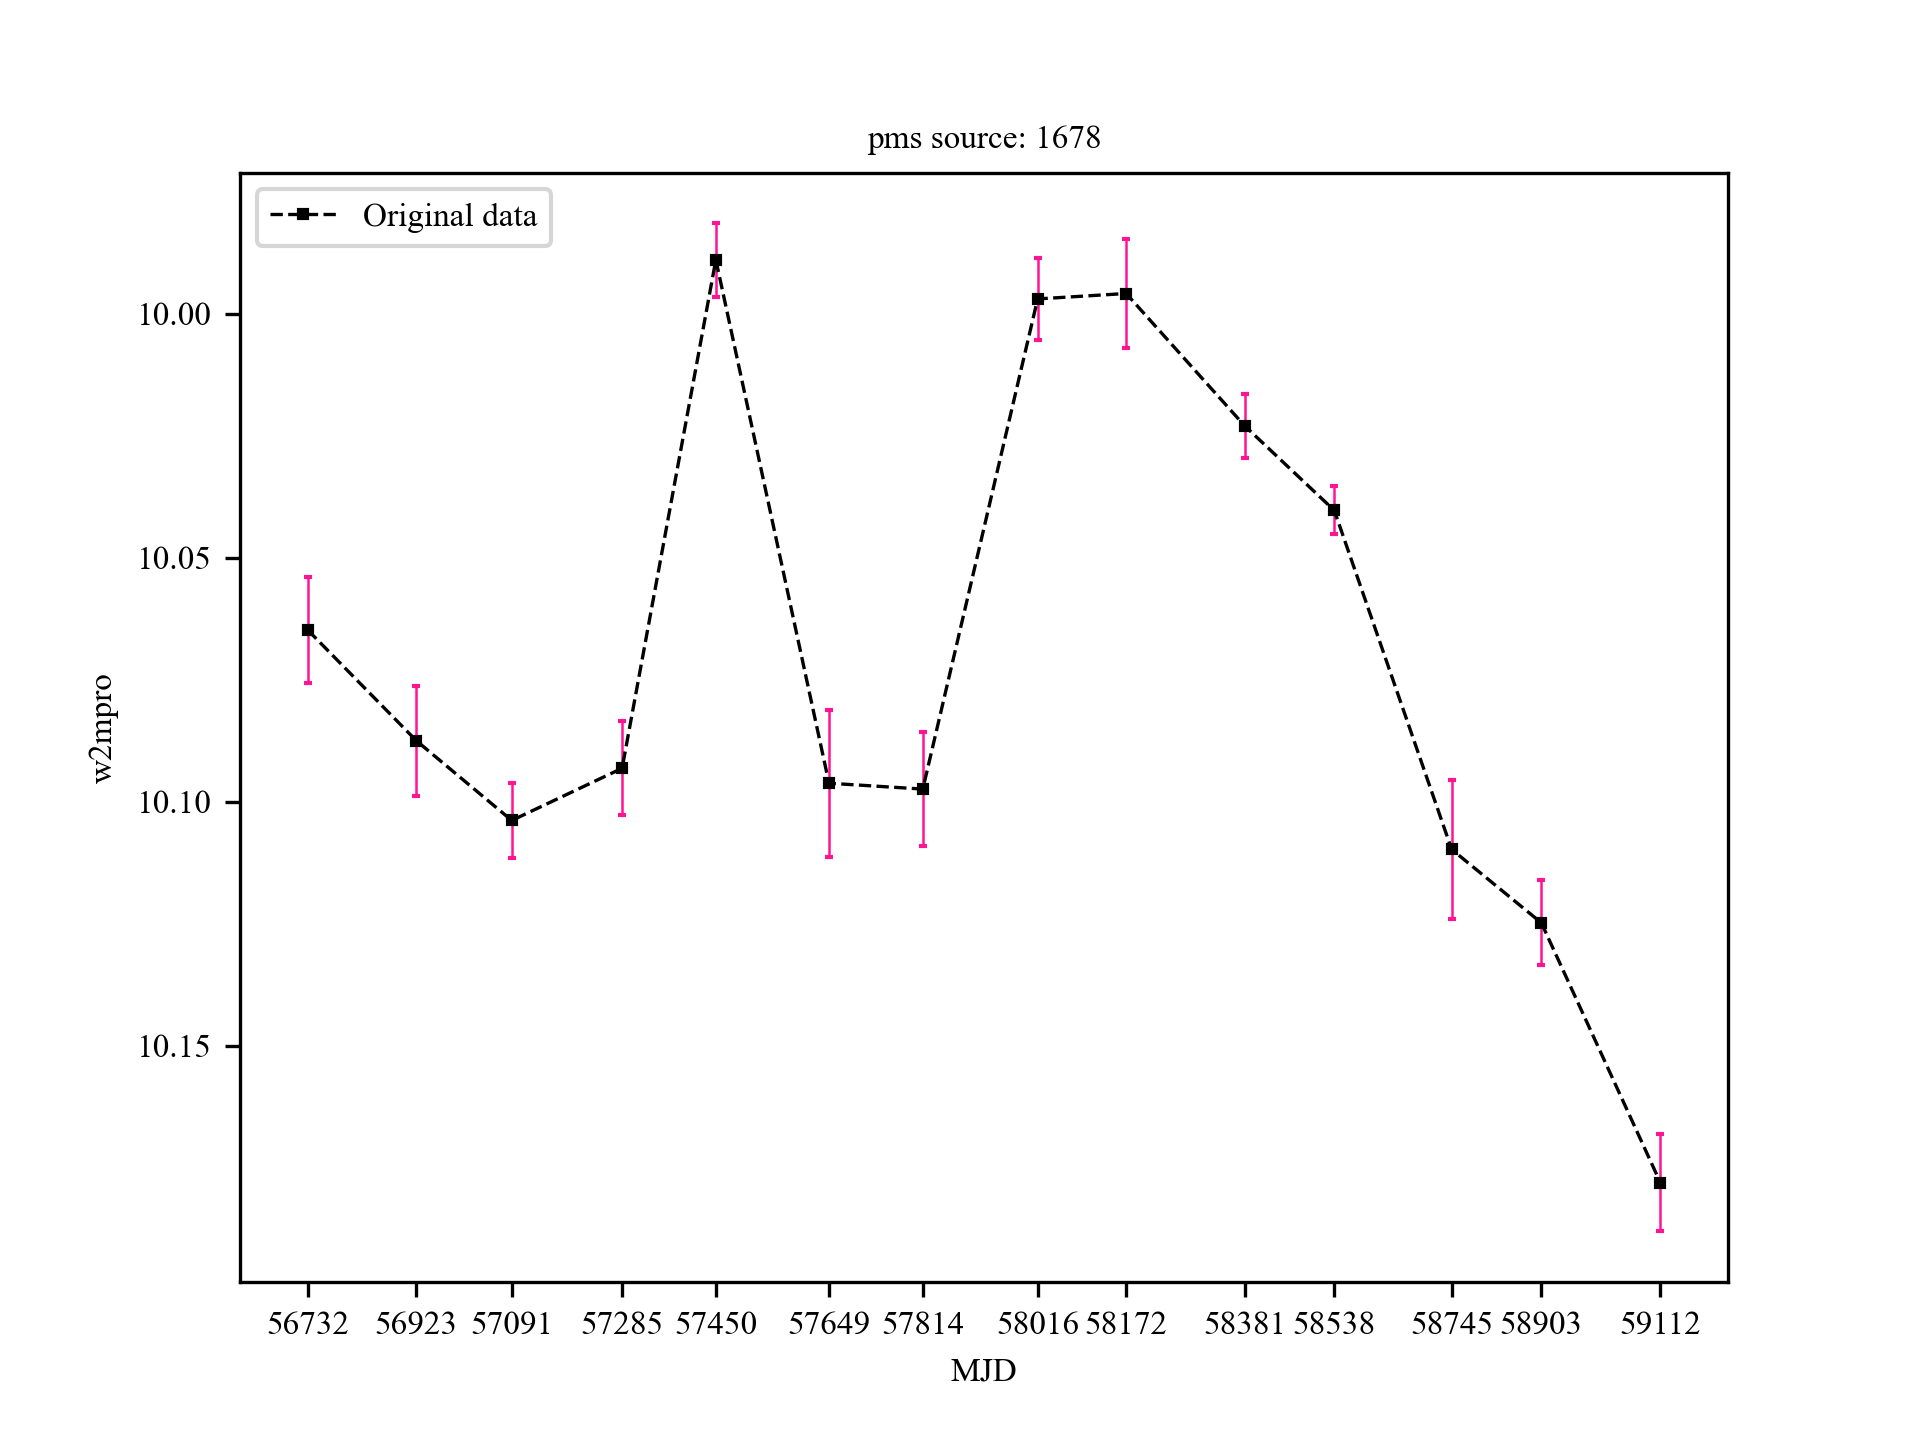 pms source: 1678
Original data
10.00
10.05
10.10
10.15
w2mpro
56732 56923 57091 57285 57450 57649 57814 58016 58172 58381 58538 58745 58903 59112
MJD